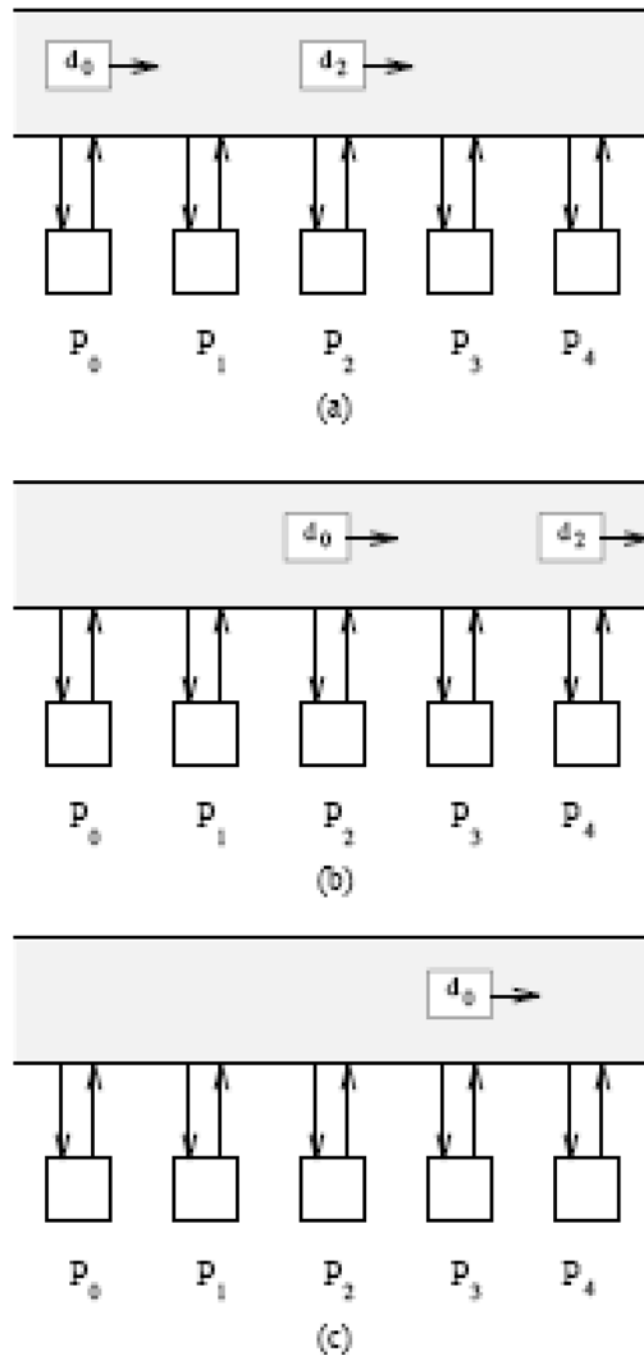 d₀ d₂
p₀ p₁ p₂ p₃ p₄
(a)
d₀ d₂
p₀ p₁ p₂ p₃ p₄
(b)
d₀
p₀ p₁ p₂ p₃ p₄
(c)